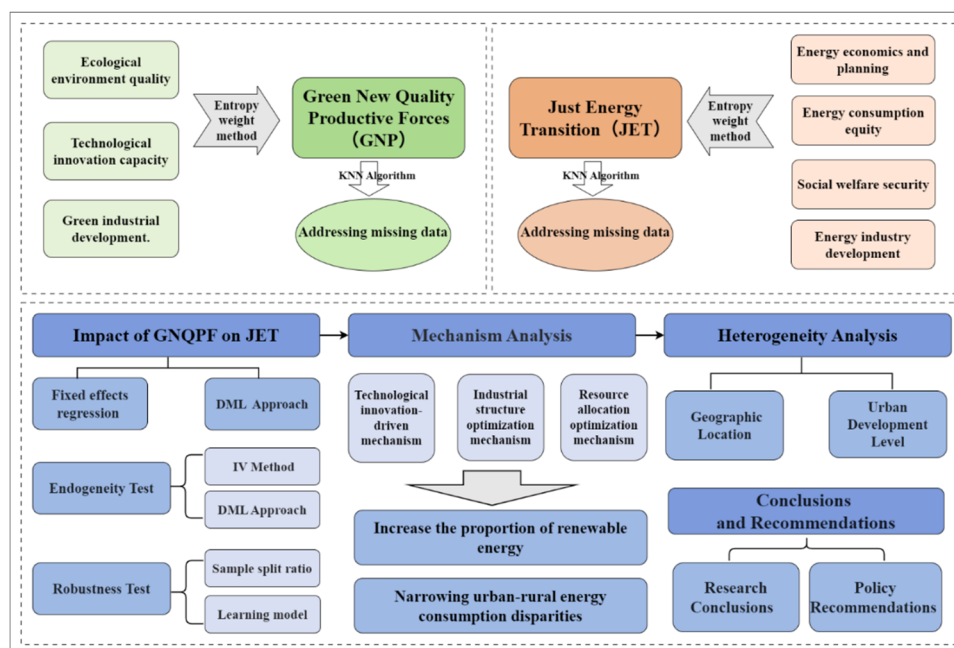 Ecological
environment quality
Technological
innovation capacity
Green industrial
development.
Entropy
weight
method
Green New Quality
Productive Forces
（GNP）
KNN Algorithm
Addressing missing data
Just Energy
Transition（JET）
KNN Algorithm
Addressing missing data
Entropy
weight
method
Energy economics and
planning
Energy consumption
equity
Social welfare security
Energy industry
development
Impact of GNQPF on JET
Fixed effects
regression
DML Approach
Endogeneity Test
IV Method
DML Approach
Robustness Test
Sample split ratio
Learning model
Mechanism Analysis
Technological
innovation-
driven
mechanism
Industrial
structure
optimization
mechanism
Resource
allocation
optimization
mechanism
Increase the proportion of renewable
energy
Narrowing urban-rural energy
consumption disparities
Heterogeneity Analysis
Geographic
Location
Urban
Development
Level
Conclusions
and Recommendations
Research
Conclusions
Policy
Recommendations